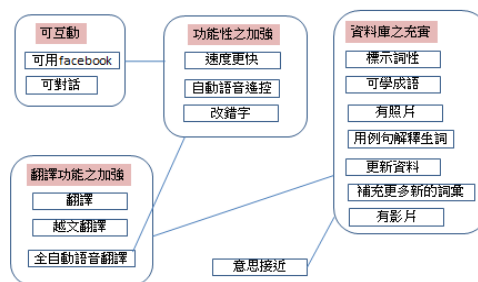 可互動
可用facebook
可對話
功能性之加強
速度更快
自動語音遙控
改錯字
資料庫之充實
標示詞性
可學成語
有照片
用例句解釋生詞
更新資料
補充更多新的詞彙
有影片
翻譯功能之加強
翻譯
越文翻譯
全自動語音翻譯
意思接近